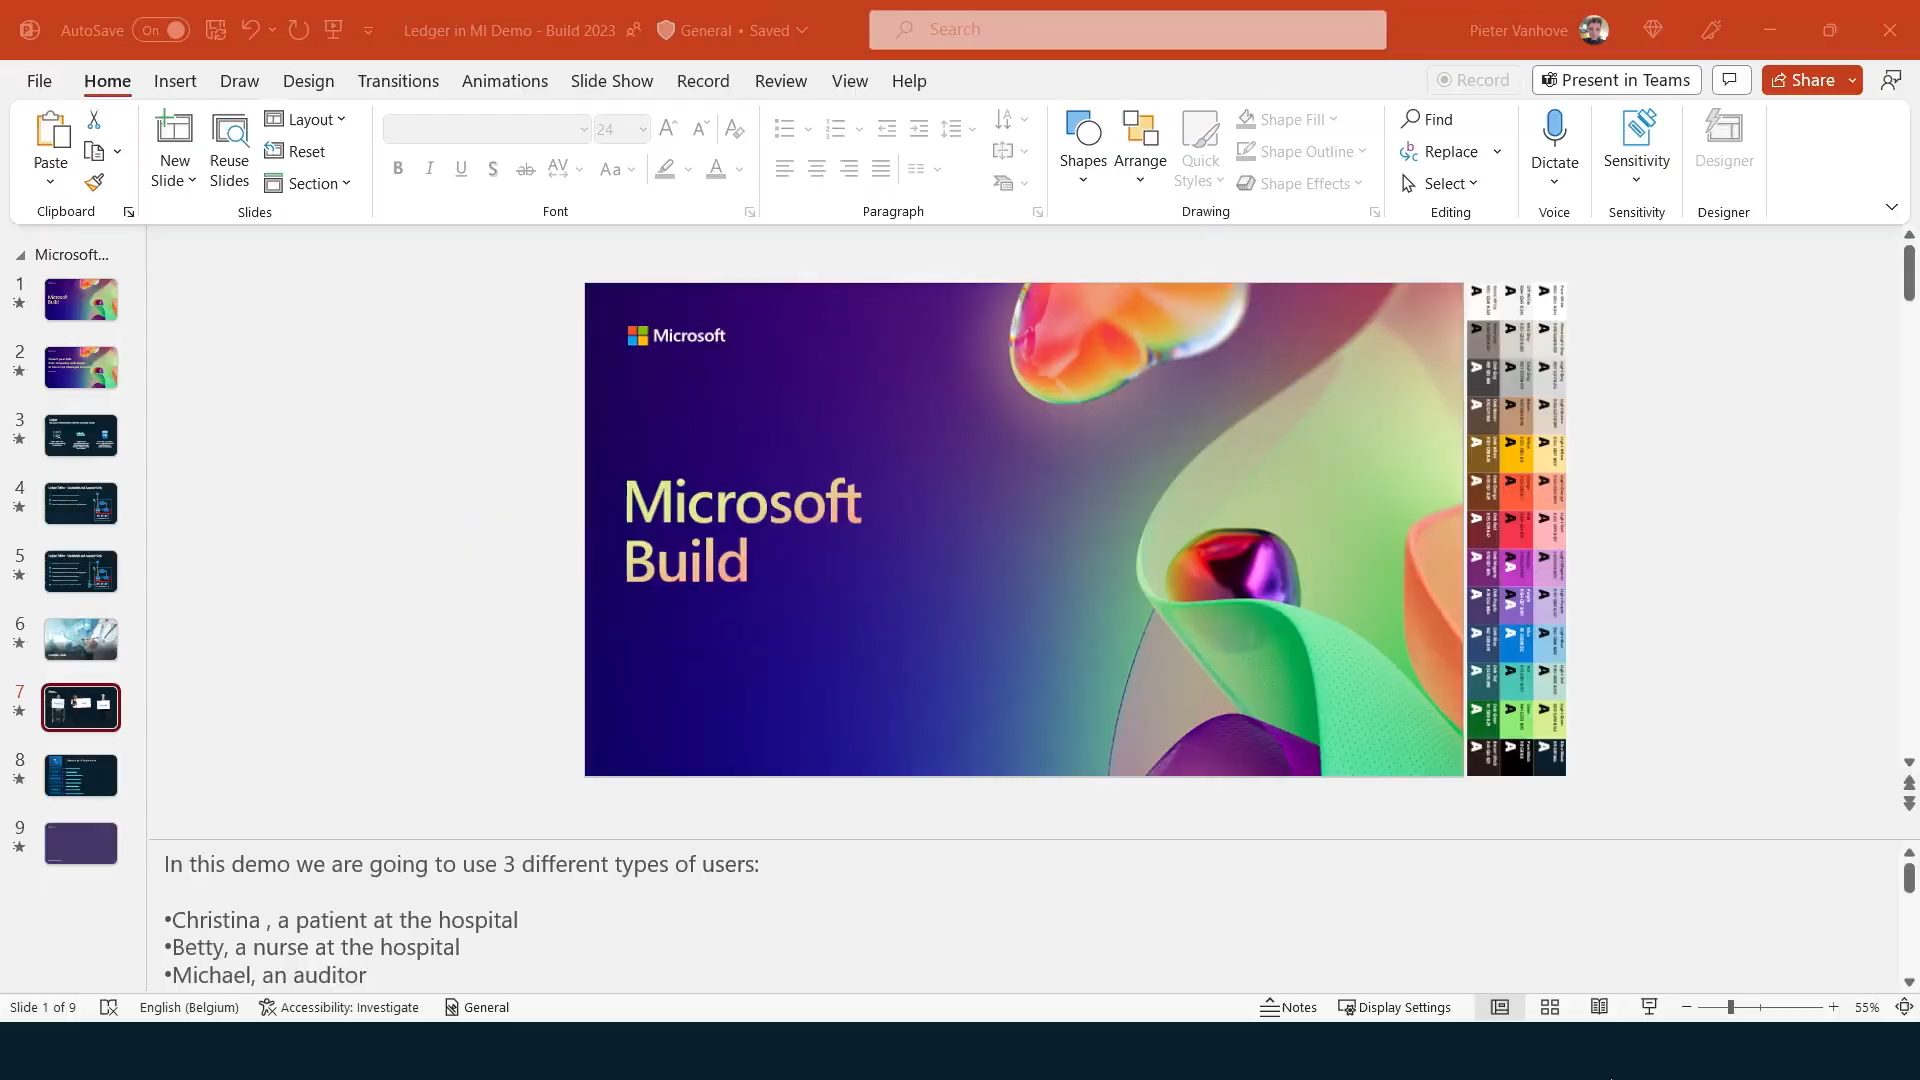 AutoSave On Ledger in MI Demo - Build 2023 General • Saved Search Pieter Vanhove
File Home Insert Draw Design Transitions Animations Slide Show Record Review View Help Record Present in Teams Share
Paste
Clipboard
New Slide
Reuse Slides
Layout
Reset
Section
Slides
24
B I U S ab AV Aa A
Font
Paragraph
Shapes
Arrange
Quick Styles
Shape Fill
Shape Outline
Shape Effects
Drawing
Find
Replace
Select
Editing
Dictate
Voice
Sensitivity
Sensitivity
Designer
Designer
Microsoft...
1
2
3
4
5
6
7
8
9
Microsoft
Microsoft
Build
In this demo we are going to use 3 different types of users:
•Christina , a patient at the hospital
•Betty, a nurse at the hospital
•Michael, an auditor
Slide 1 of 9 English (Belgium) Accessibility: Investigate General Notes Display Settings 55%